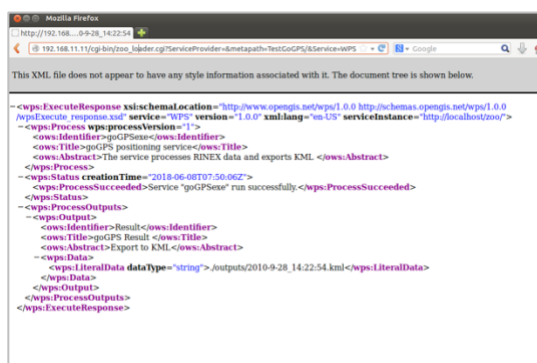 Mozilla Firefox
http://192.168....0-9-28_14:22:54
192.168.11.11/cgi-bin/zoo_loader.cgi?ServiceProvider=&metapath=TestGoGPS/&Service=WPS
Google
This XML file does not appear to have any style information associated with it. The document tree is shown below.
−<wps:ExecuteResponse xsi:schemaLocation="http://www.opengis.net/wps/1.0.0 http://schemas.opengis.net/wps/1.0.0
/wpsExecute_response.xsd" service="WPS" version="1.0.0" xml:lang="en-US" serviceInstance="http://localhost/zoo/">
−<wps:Process wps:processVersion="1">
<ows:Identifier>goGPSexe</ows:Identifier>
<ows:Title>goGPS positioning service</ows:Title>
<ows:Abstract>The service processes RINEX data and exports KML </ows:Abstract>
</wps:Process>
−<wps:Status creationTime="2018-06-08T07:50:06Z">
<wps:ProcessSucceeded>Service "goGPSexe" run successfully.</wps:ProcessSucceeded>
</wps:Status>
−<wps:ProcessOutputs>
−<wps:Output>
<ows:Identifier>Result</ows:Identifier>
<ows:Title>goGPS Result </ows:Title>
<ows:Abstract>Export to KML</ows:Abstract>
−<wps:Data>
<wps:LiteralData dataType="string">./outputs/2010-9-28_14:22:54.kml</wps:LiteralData>
</wps:Data>
</wps:Output>
</wps:ProcessOutputs>
</wps:ExecuteResponse>